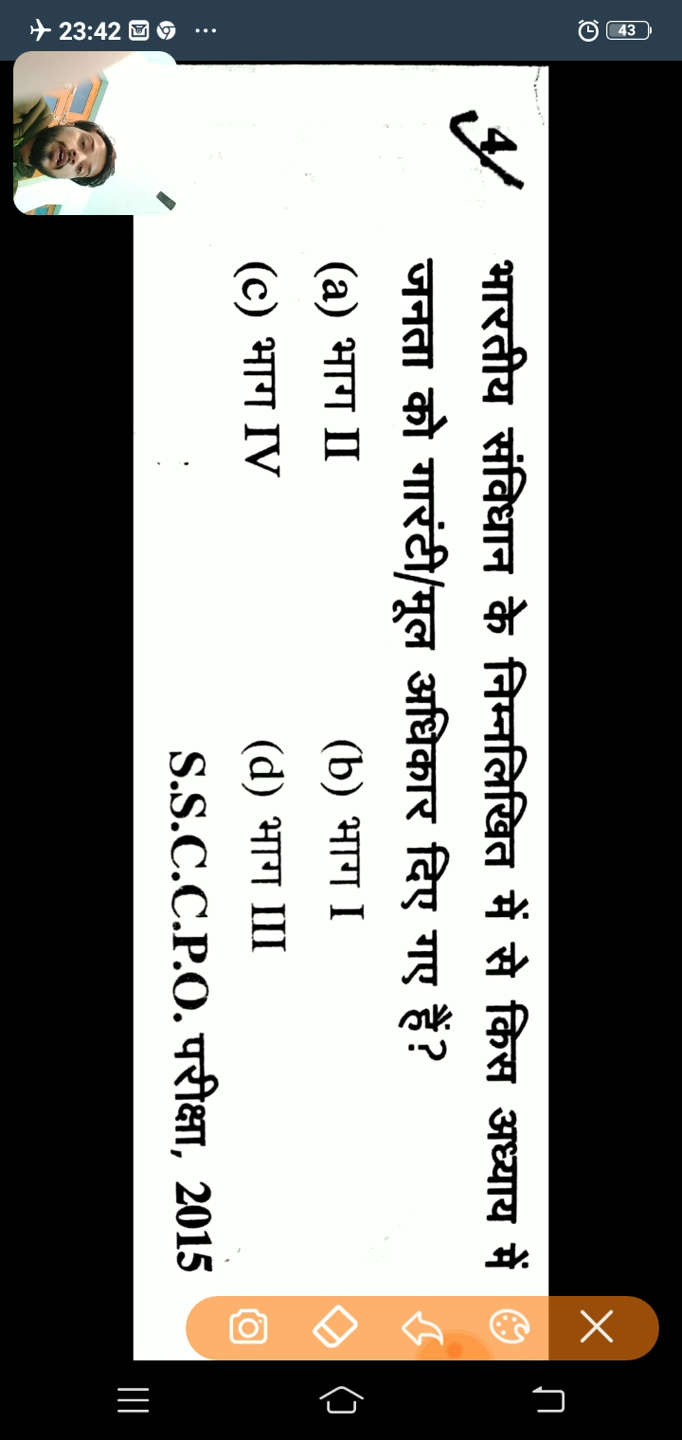 23:42
43
4
भारतीय संविधान के निम्नलिखित में से किस अध्याय में
जनता को गारंटी/मूल अधिकार दिए गए हैं?
(a) भाग II (b) भाग I
(c) भाग IV (d) भाग III
S.S.C.C.P.O. परीक्षा, 2015